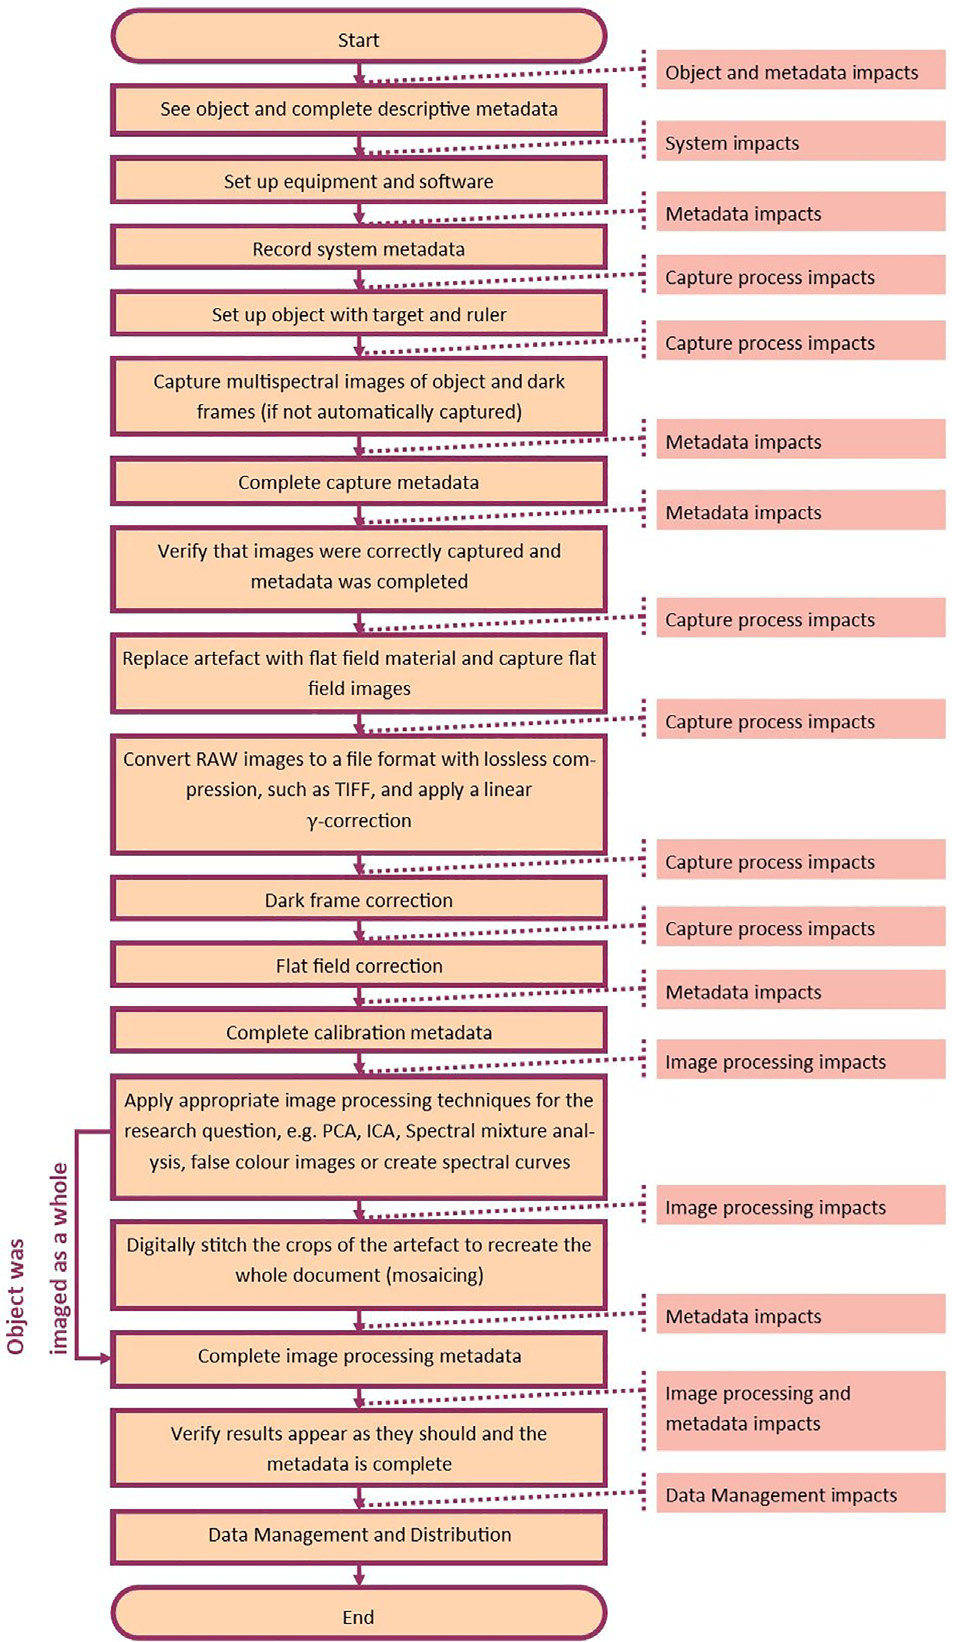 Start
Object and metadata impacts
See object and complete descriptive metadata
System impacts
Set up equipment and software
Metadata impacts
Record system metadata
Capture process impacts
Set up object with target and ruler
Capture process impacts
Capture multispectral images of object and dark
frames (if not automatically captured)
Metadata impacts
Complete capture metadata
Metadata impacts
Verify that images were correctly captured and
metadata was completed
Capture process impacts
Replace artefact with flat field material and capture flat
field images
Capture process impacts
Convert RAW images to a file format with lossless com-
pression, such as TIFF, and apply a linear
γ-correction
Capture process impacts
Dark frame correction
Capture process impacts
Flat field correction
Metadata impacts
Complete calibration metadata
Image processing impacts
Apply appropriate image processing techniques for the
research question, e.g. PCA, ICA, Spectral mixture anal-
ysis, false colour images or create spectral curves
Object was
imaged as a whole
Image processing impacts
Digitally stitch the crops of the artefact to recreate the
whole document (mosaicing)
Metadata impacts
Complete image processing metadata
Image processing and
metadata impacts
Verify results appear as they should and the
metadata is complete
Data Management impacts
Data Management and Distribution
End